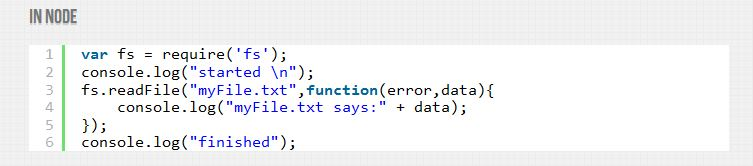 IN NODE
1 var fs = require('fs');
2 console.log("started \n");
3 fs.readFile("myFile.txt",function(error,data){
4     console.log("myFile.txt says:" + data);
5 });
6 console.log("finished");